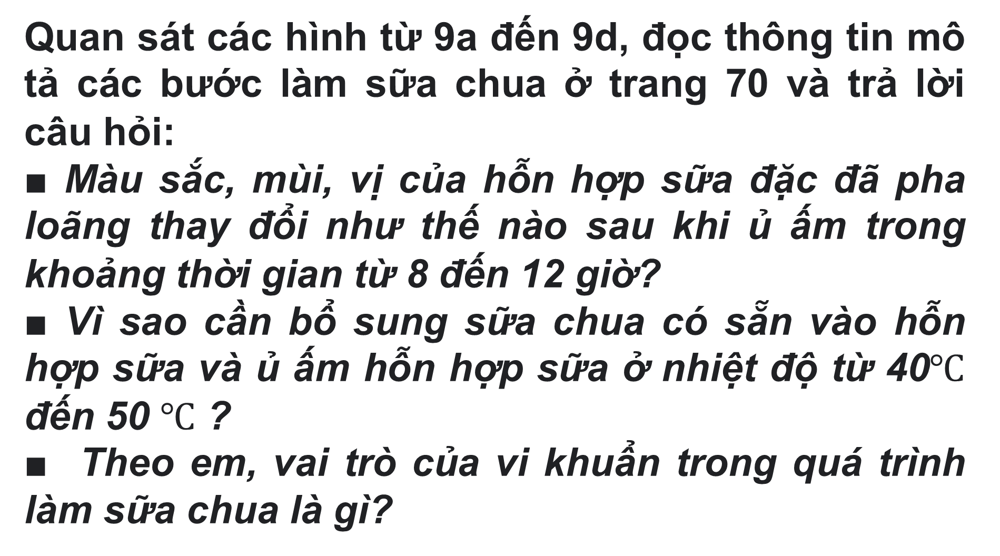 Quan sát các hình từ 9a đến 9d, đọc thông tin mô
tả các bước làm sữa chua ở trang 70 và trả lời
câu hỏi:
■ Màu sắc, mùi, vị của hỗn hợp sữa đặc đã pha
loãng thay đổi như thế nào sau khi ủ ấm trong
khoảng thời gian từ 8 đến 12 giờ?
■ Vì sao cần bổ sung sữa chua có sẵn vào hỗn
hợp sữa và ủ ấm hỗn hợp sữa ở nhiệt độ từ 40℃
đến 50 ℃ ?
■ Theo em, vai trò của vi khuẩn trong quá trình
làm sữa chua là gì?